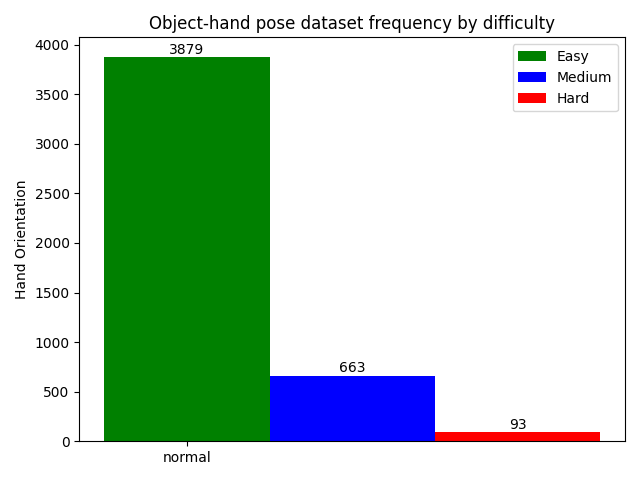 Object-hand pose dataset frequency by difficulty
Hand Orientation
4000
3500
3000
2500
2000
1500
1000
500
0
3879
663
93
normal
Easy
Medium
Hard